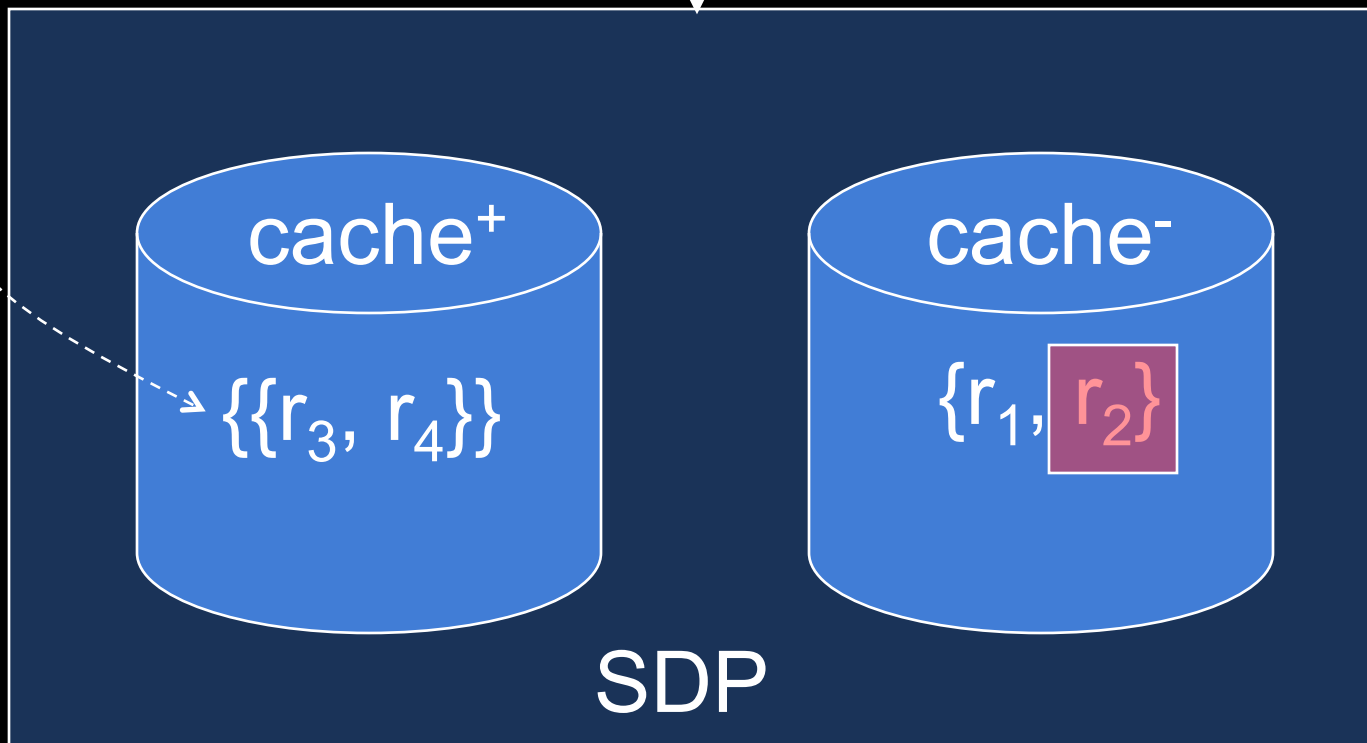 cache⁺
cache⁻
{{r₃, r₄}}
{r₁, r₂}
SDP